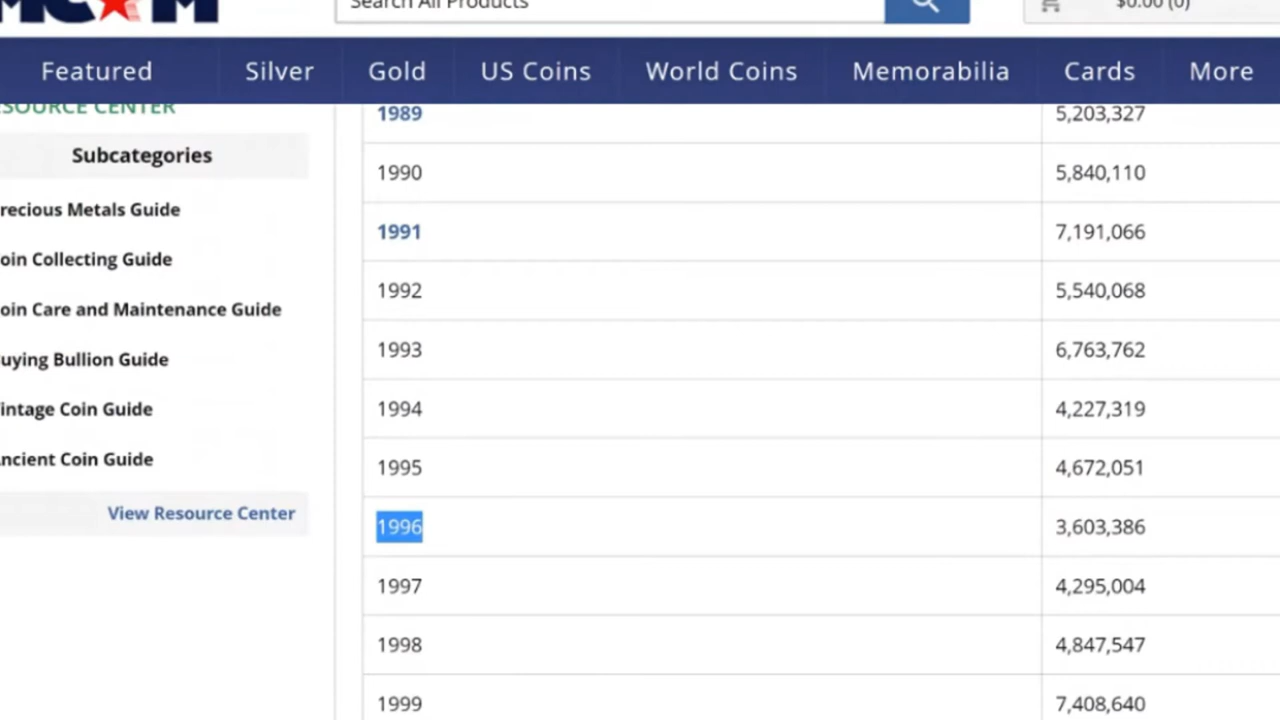 Search All Products
$0.00 (0)
Featured Silver Gold US Coins World Coins Memorabilia Cards More
Subcategories
recious Metals Guide
oin Collecting Guide
oin Care and Maintenance Guide
uying Bullion Guide
intage Coin Guide
ncient Coin Guide
View Resource Center
1989 5,203,327
1990 5,840,110
1991 7,191,066
1992 5,540,068
1993 6,763,762
1994 4,227,319
1995 4,672,051
1996 3,603,386
1997 4,295,004
1998 4,847,547
1999 7,408,640